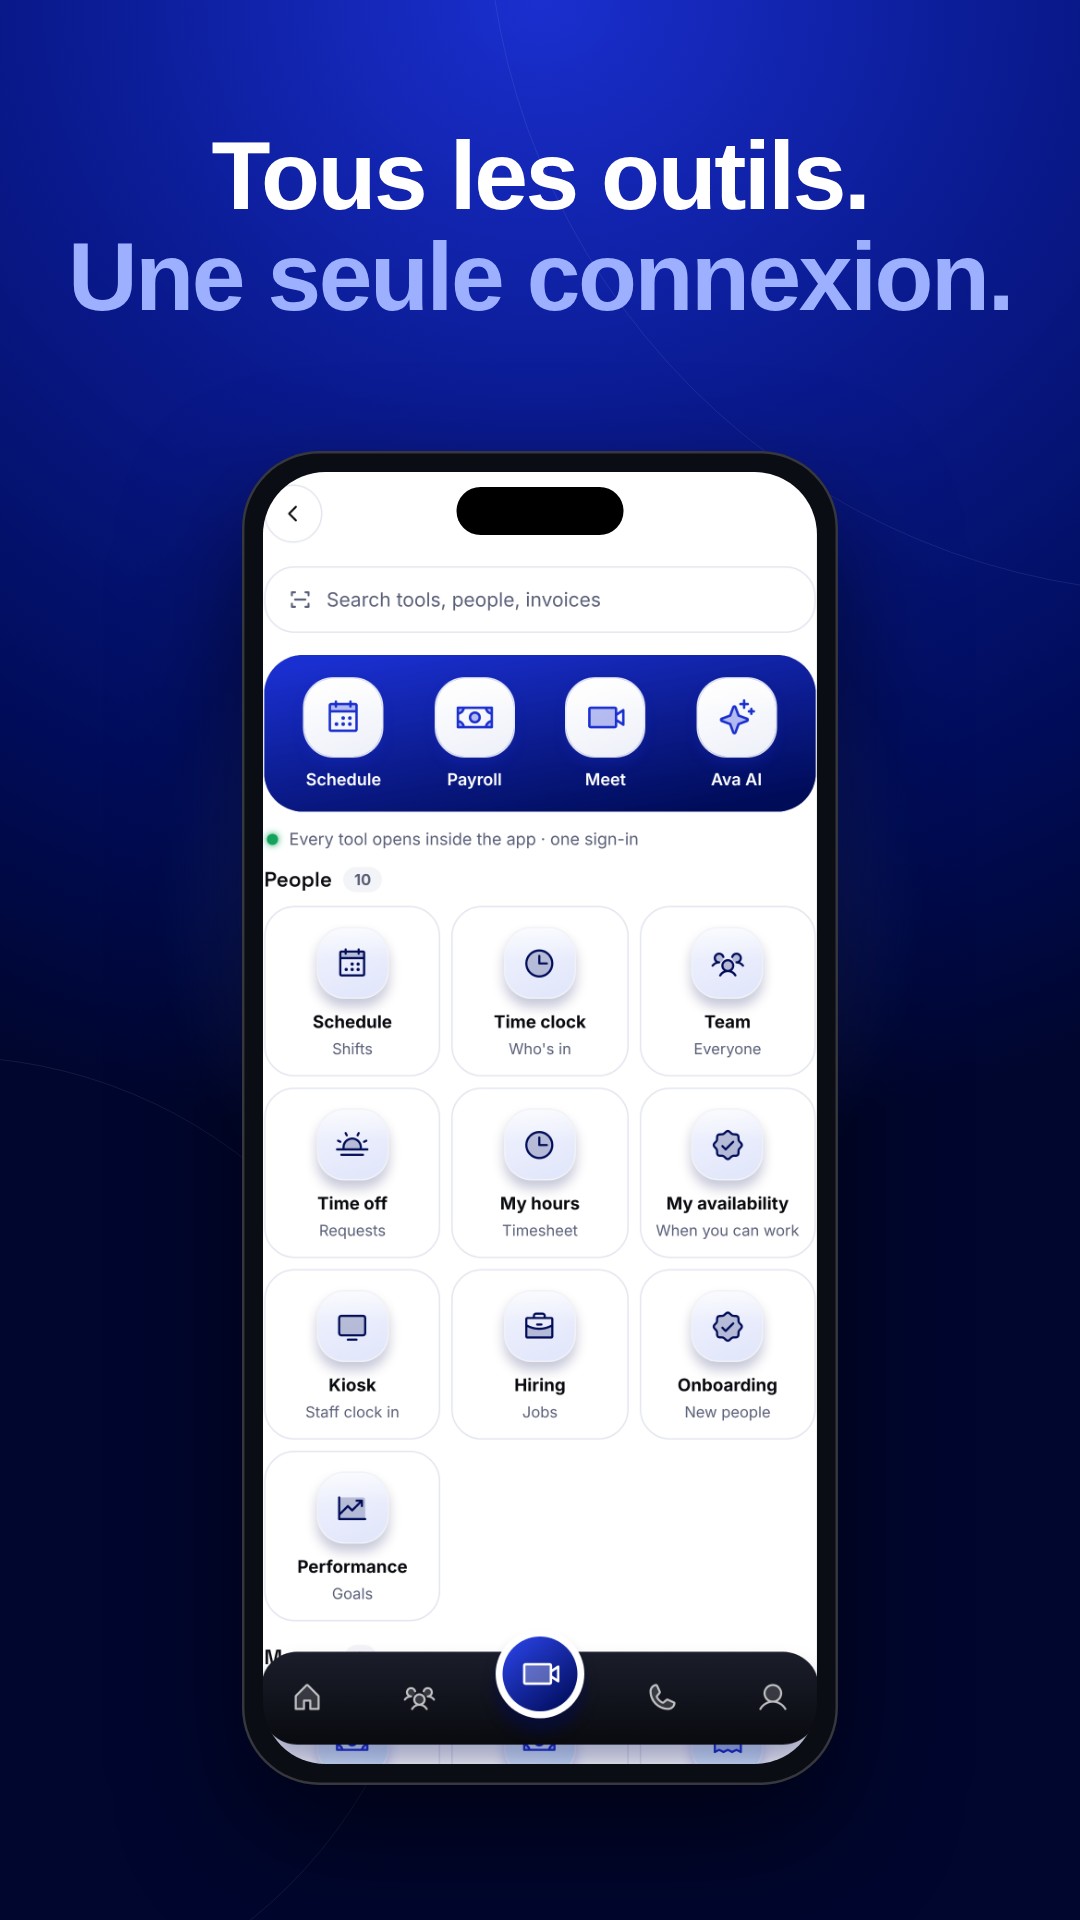 Tous les outils.
Une seule connexion.
Search tools, people, invoices
Schedule
Payroll
Meet
Ava AI
Every tool opens inside the app · one sign-in
People 10
Schedule
Shifts
Time clock
Who's in
Team
Everyone
Time off
Requests
My hours
Timesheet
My availability
When you can work
Kiosk
Staff clock in
Hiring
Jobs
Onboarding
New people
Performance
Goals